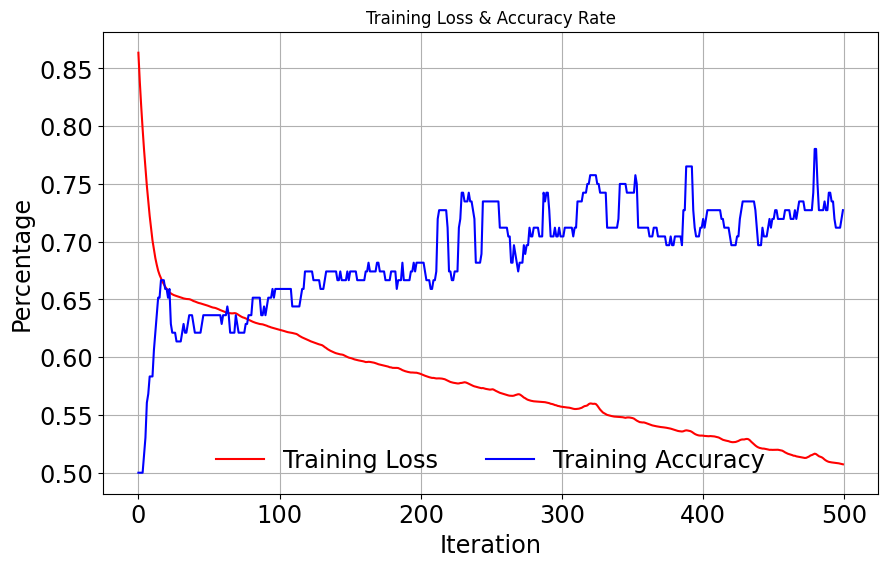 Training Loss & Accuracy Rate
Percentage
0.85
0.80
0.75
0.70
0.65
0.60
0.55
0.50
Training Loss
Training Accuracy
0
100
200
300
400
500
Iteration